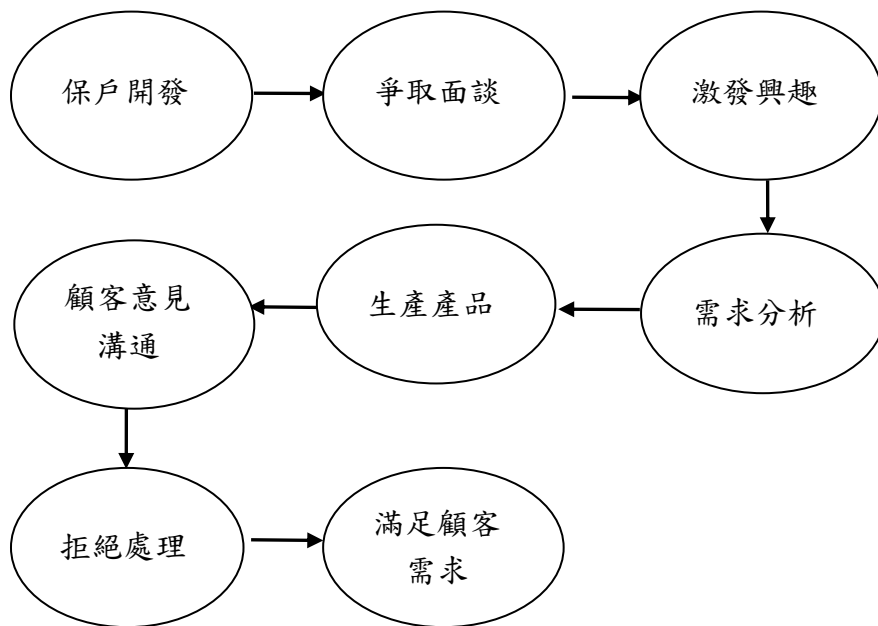 保戶開發
爭取面談
激發興趣
需求分析
生產產品
顧客意見
溝通
拒絕處理
滿足顧客
需求